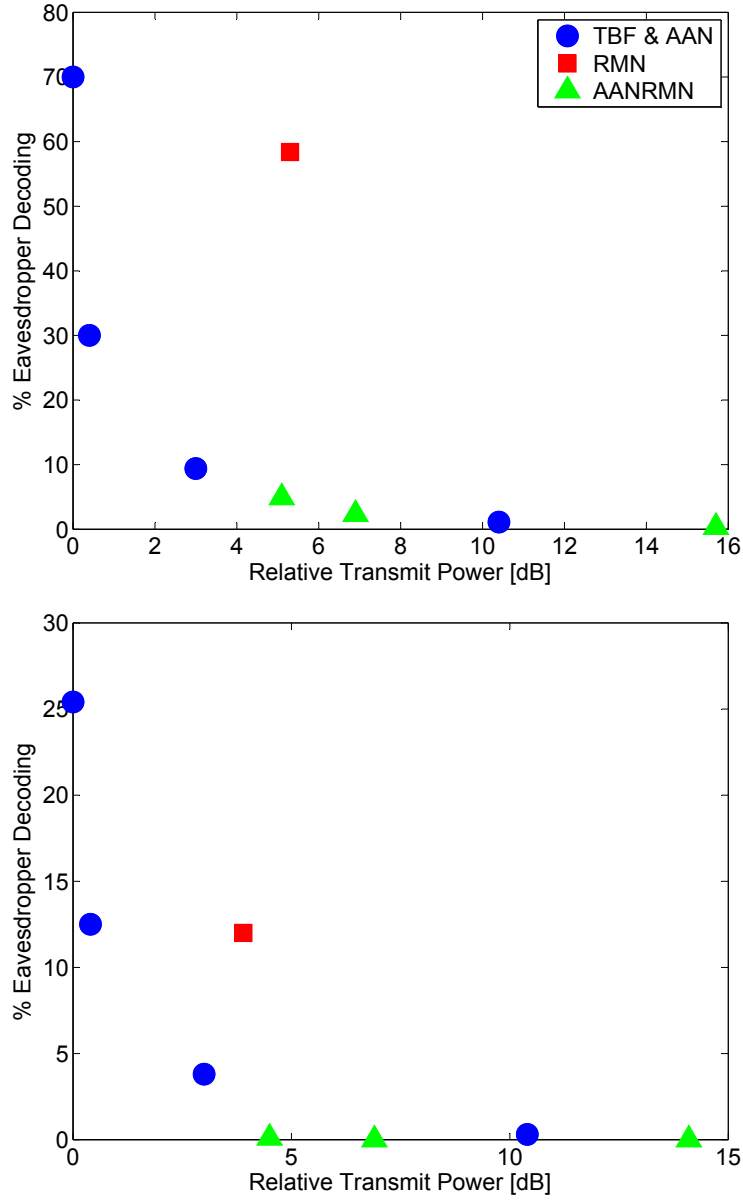 80
70
60
50
40
30
20
10
0
% Eavesdropper Decoding
TBF & AAN
RMN
AANRMN
0 2 4 6 8 10 12 14 16
Relative Transmit Power [dB]
30
25
20
15
10
5
0
% Eavesdropper Decoding
0 5 10 15
Relative Transmit Power [dB]